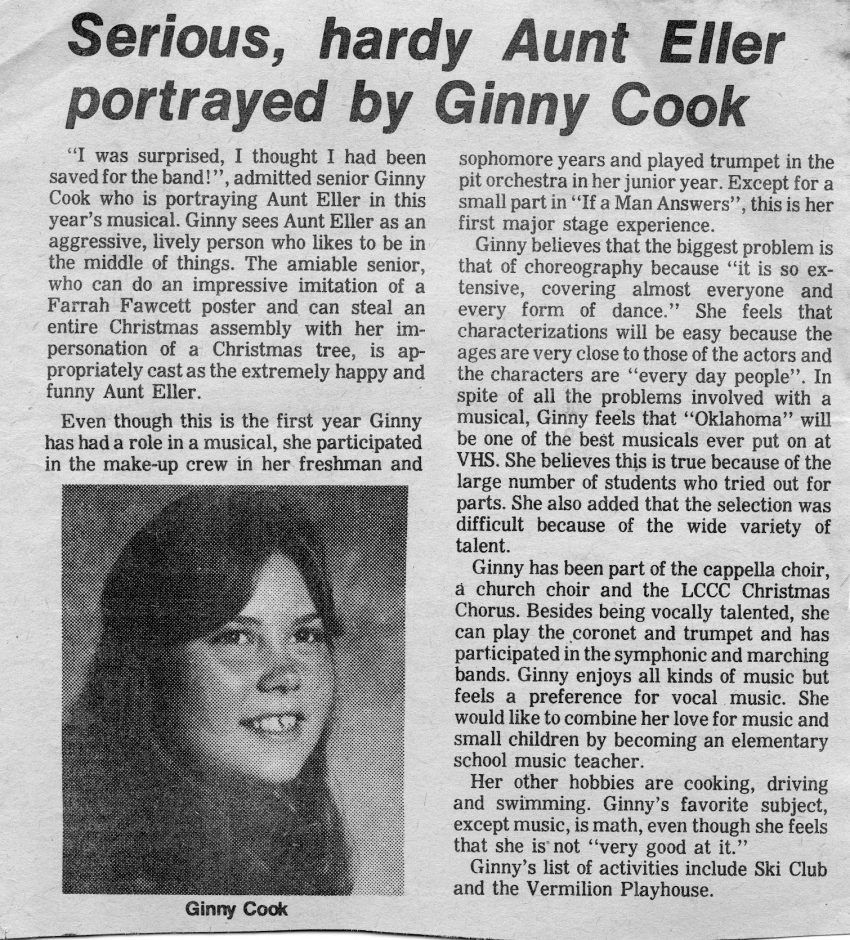 Serious, hardy Aunt Eller
portrayed by Ginny Cook
"I was surprised, I thought I had been
saved for the band!", admitted senior Ginny
Cook who is portraying Aunt Eller in this
year's musical. Ginny sees Aunt Eller as an
aggressive, lively person who likes to be in
the middle of things. The amiable senior,
who can do an impressive imitation of a
Farrah Fawcett poster and can steal an
entire Christmas assembly with her im-
personation of a Christmas tree, is ap-
propriately cast as the extremely happy and
funny Aunt Eller.
Even though this is the first year Ginny
has had a role in a musical, she participated
in the make-up crew in her freshman and
Ginny Cook
sophomore years and played trumpet in the
pit orchestra in her junior year. Except for a
small part in "If a Man Answers", this is her
first major stage experience.
Ginny believes that the biggest problem is
that of choreography because "it is so ex-
tensive, covering almost everyone and
every form of dance." She feels that
characterizations will be easy because the
ages are very close to those of the actors and
the characters are "every day people". In
spite of all the problems involved with a
musical, Ginny feels that "Oklahoma" will
be one of the best musicals ever put on at
VHS. She believes this is true because of the
large number of students who tried out for
parts. She also added that the selection was
difficult because of the wide variety of
talent.
Ginny has been part of the cappella choir,
a church choir and the LCCC Christmas
Chorus. Besides being vocally talented, she
can play the coronet and trumpet and has
participated in the symphonic and marching
bands. Ginny enjoys all kinds of music but
feels a preference for vocal music. She
would like to combine her love for music and
small children by becoming an elementary
school music teacher.
Her other hobbies are cooking, driving
and swimming. Ginny's favorite subject,
except music, is math, even though she feels
that she is not "very good at it."
Ginny's list of activities include Ski Club
and the Vermilion Playhouse.